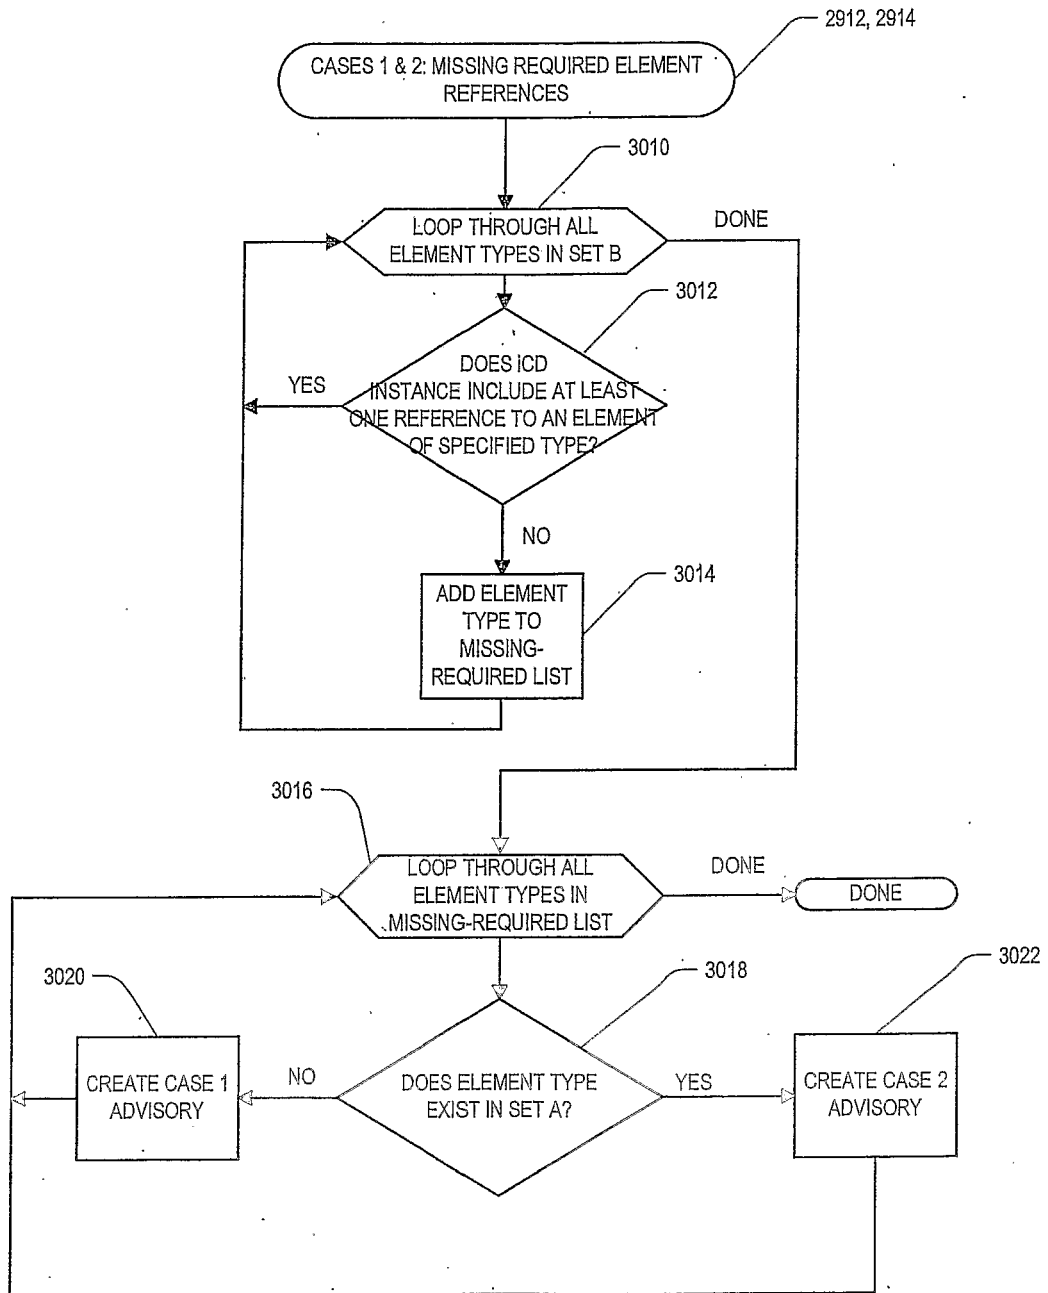 2912, 2914
CASES 1 & 2: MISSING REQUIRED ELEMENT
REFERENCES
3010
LOOP THROUGH ALL
ELEMENT TYPES IN SET B
DONE
3012
DOES ICD
INSTANCE INCLUDE AT LEAST
ONE REFERENCE TO AN ELEMENT
OF SPECIFIED TYPE?
YES
NO
3014
ADD ELEMENT
TYPE TO
MISSING-
REQUIRED LIST
3016
LOOP THROUGH ALL
ELEMENT TYPES IN
MISSING-REQUIRED LIST
DONE
DONE
3020
3018
3022
CREATE CASE 1
ADVISORY
NO
DOES ELEMENT TYPE
EXIST IN SET A?
YES
CREATE CASE 2
ADVISORY